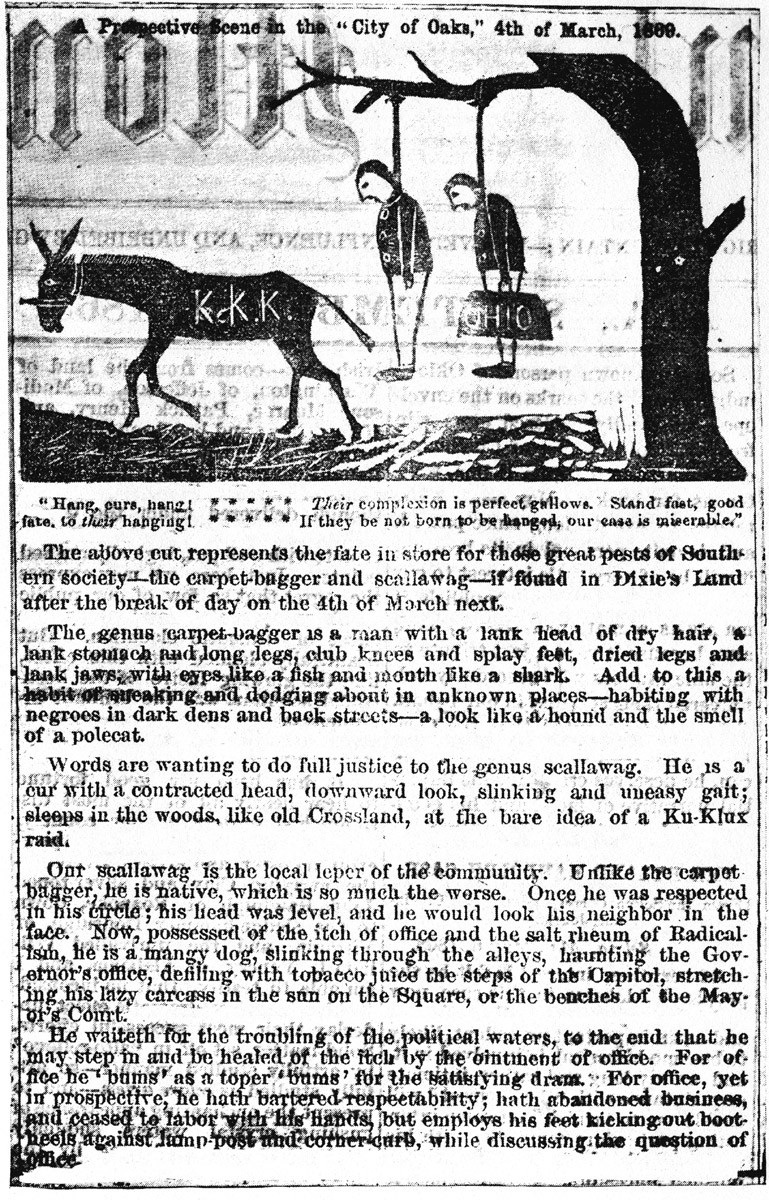 A Prospective Scene in the "City of Oaks," 4th of March, 1869.
K.K.K.
OHIO
"Hang, curs, hang! * * * * * Their complexion is perfect gallows. Stand fast, good
fate, to their hanging! * * * * * If they be not born to be hanged, our case is miserable."
The above cut represents the fate in store for those great pests of South-
ern society—the carpet-bagger and scallawag—if found in Dixie's Land
after the break of day on the 4th of March next.
The genus carpet-bagger is a man with a lank head of dry hair, a
lank stomach and long legs, club knees and splay feet, dried legs and
lank jaws, with eyes like a fish and mouth like a shark. Add to this a
habit of sneaking and dodging about in unknown places—habiting with
negroes in dark dens and back streets—a look like a hound and the smell
of a polecat.
Words are wanting to do full justice to the genus scallawag. He is a
cur with a contracted head, downward look, slinking and uneasy gait;
sleeps in the woods, like old Crossland, at the bare idea of a Ku-Klux
raid.
Our scallawag is the local leper of the community. Unlike the carpet-
bagger, he is native, which is so much the worse. Once he was respected
in his circle; his head was level, and he would look his neighbor in the
face. Now, possessed of the itch of office and the salt rheum of Radical-
ism, he is a mangy dog, slinking through the alleys, haunting the Gov-
ernor's office, defiling with tobacco juice the steps of the Capitol, stretch-
ing his lazy carcass in the sun on the Square, or the benches of the May-
or's Court.
He waiteth for the troubling of the political waters, to the end that he
may step in and be healed of the itch by the ointment of office. For of-
fice he 'bums' as a toper 'bums' for the satisfying dram. For office, yet
in prospective, he hath bartered respectability; hath abandoned business,
and ceased to labor with his hands, but employs his feet kicking out boot-
heels against lamp-post and corner-curb, while discussing the question of
office.